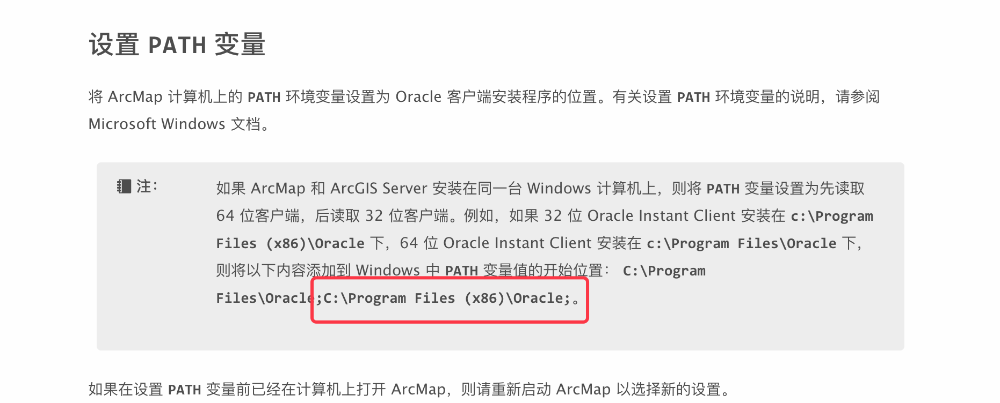 设置 PATH 变量
将 ArcMap 计算机上的 PATH 环境变量设置为 Oracle 客户端安装程序的位置。有关设置 PATH 环境变量的说明，请参阅
Microsoft Windows 文档。
注：
如果 ArcMap 和 ArcGIS Server 安装在同一台 Windows 计算机上，则将 PATH 变量设置为先读取
64 位客户端，后读取 32 位客户端。例如，如果 32 位 Oracle Instant Client 安装在 c:\Program
Files (x86)\Oracle 下，64 位 Oracle Instant Client 安装在 c:\Program Files\Oracle 下，
则将以下内容添加到 Windows 中 PATH 变量值的开始位置： C:\Program
Files\Oracle;C:\Program Files (x86)\Oracle;。
如果在设置 PATH 变量前已经在计算机上打开 ArcMap，则请重新启动 ArcMap 以选择新的设置。